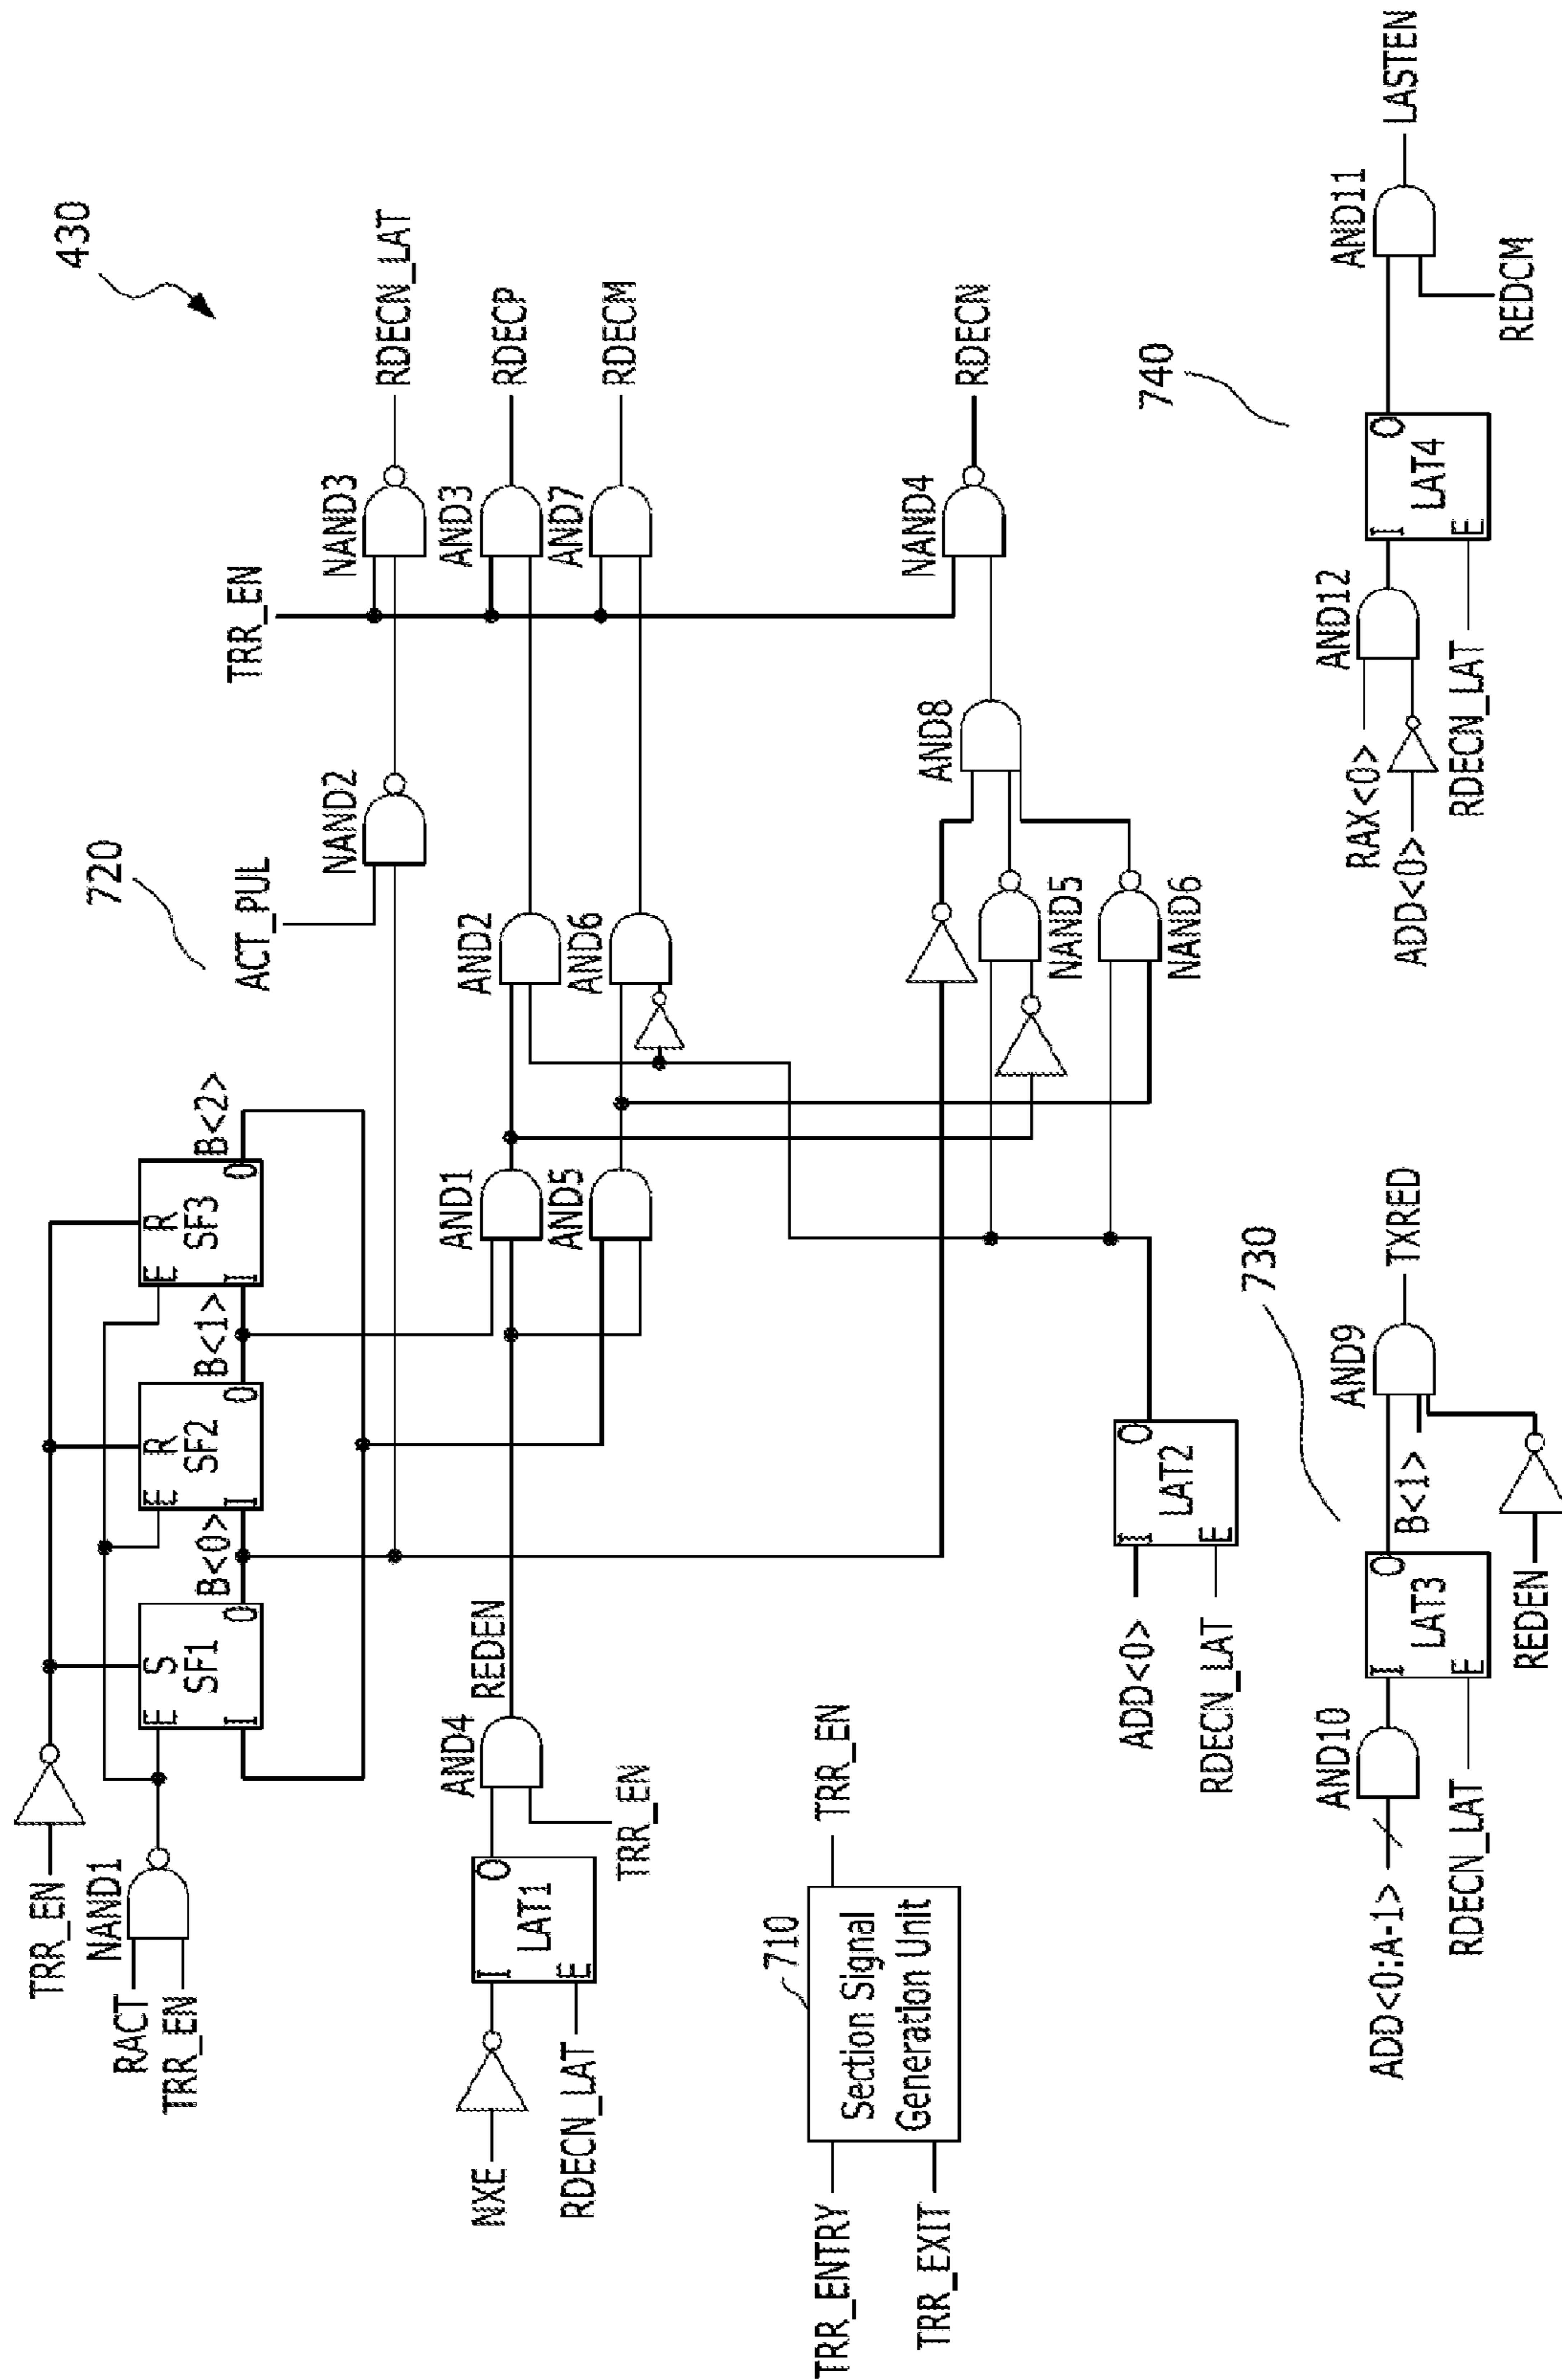 430
720
TRR_EN
RACT
TRR_EN
NAND1
E
S
SF1
I
O
B<0>
E
R
SF2
I
O
B<1>
E
R
SF3
I
O
B<2>
ACT_PUL
NAND2
TRR_EN
NAND3
RDECN_LAT
AND3
RDECP
AND7
RDECM
NXE
RDECN_LAT
I
E
LAT1
O
TRR_EN
AND4
REDEN
AND1
AND5
AND2
AND6
NAND5
NAND6
AND8
NAND4
RDECN
TRR_ENTRY
TRR_EXIT
710
Section Signal
Generation Unit
TRR_EN
ADD<0>
RDECN_LAT
I
E
LAT2
O
730
ADD<0:A-1>
RDECN_LAT
AND10
I
E
LAT3
O
B<1>
REDEN
AND9
TXRED
740
RAX<0>
ADD<0>
RDECN_LAT
AND12
I
E
LAT4
O
REDCM
AND11
LASTEN